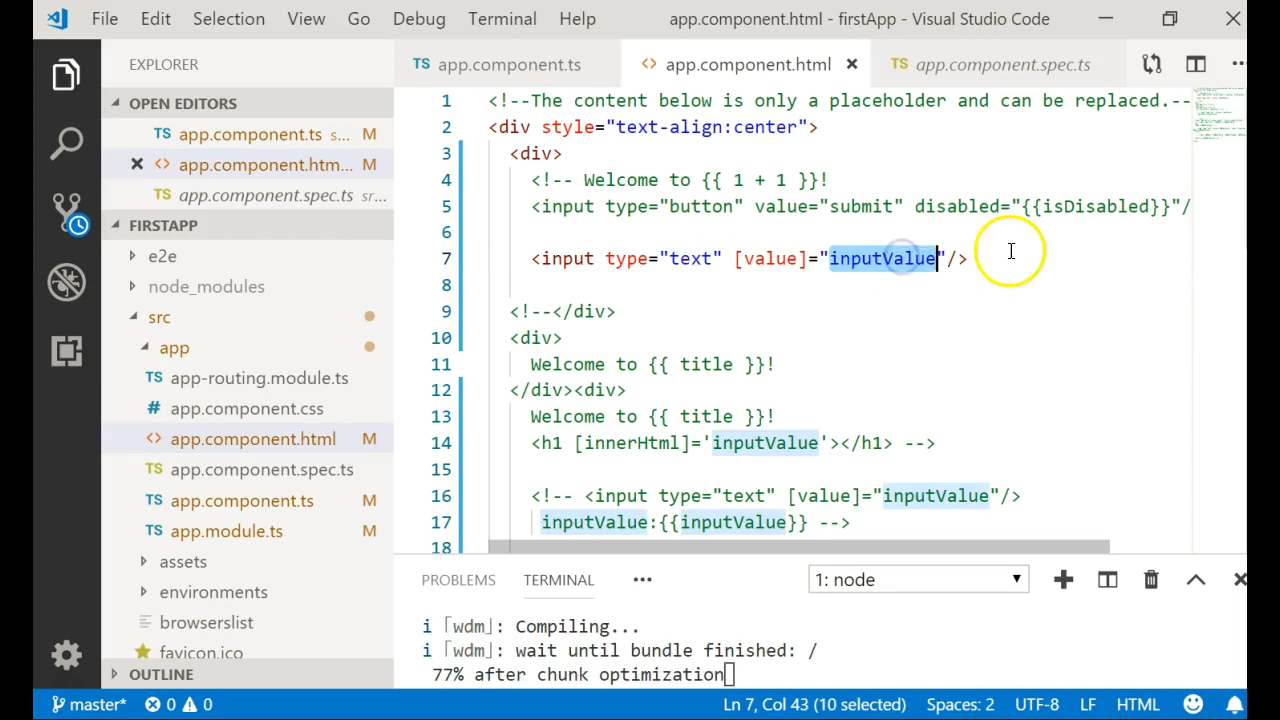 File Edit Selection View Go Debug Terminal Help app.component.html - firstApp - Visual Studio Code
EXPLORER
OPEN EDITORS
TS app.component.ts M
<> app.component.htm... M
TS app.component.spec.ts sr...
FIRSTAPP
e2e
node_modules
src
app
TS app-routing.module.ts
# app.component.css
<> app.component.html M
TS app.component.spec.ts
TS app.component.ts M
TS app.module.ts M
assets
environments
browserslist
favicon.ico
OUTLINE
TS app.component.ts <> app.component.html TS app.component.spec.ts
1 <!--The content below is only a placeholder and can be replaced.--
2 <div style="text-align:center">
3 <div>
4 <!-- Welcome to {{ 1 + 1 }}!
5 <input type="button" value="submit" disabled="{{isDisabled}}"/
6
7 <input type="text" [value]="inputValue"/>
8
9 <!--</div>
10 <div>
11 Welcome to {{ title }}!
12 </div><div>
13 Welcome to {{ title }}!
14 <h1 [innerHtml]='inputValue'></h1> -->
15
16 <!-- <input type="text" [value]="inputValue"/>
17 inputValue:{{inputValue}} -->
18
PROBLEMS TERMINAL ••• 1: node
i ｢wdm｣: Compiling...
i ｢wdm｣: wait until bundle finished: /
77% after chunk optimization
master* 0 0 Ln 7, Col 43 (10 selected) Spaces: 2 UTF-8 LF HTML